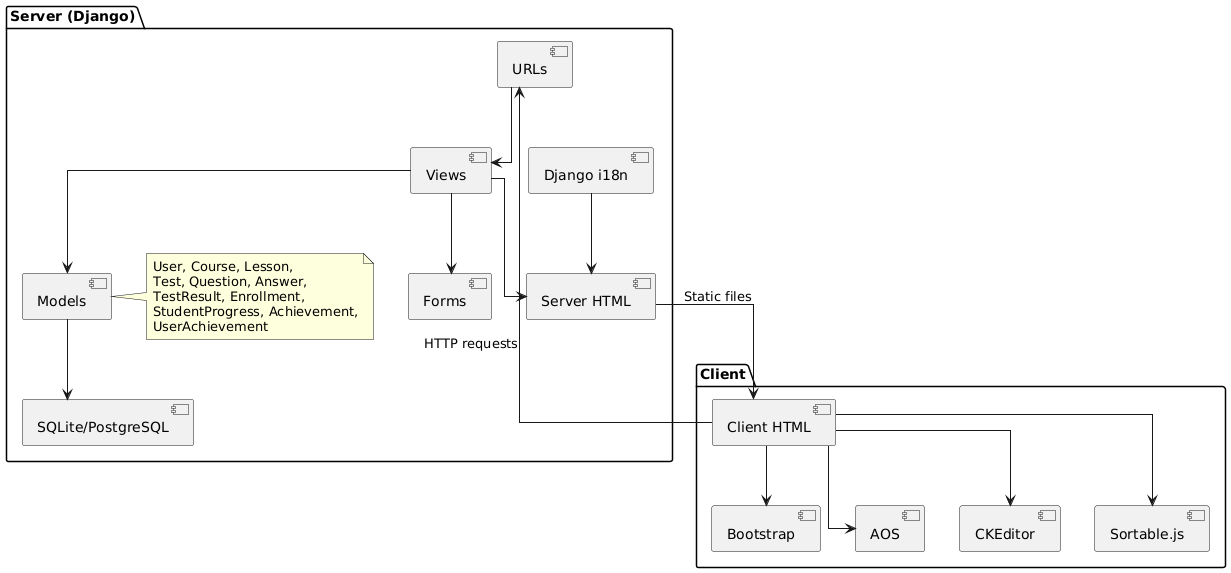 Server (Django)
URLs
Views
Django i18n
User, Course, Lesson,
Test, Question, Answer,
TestResult, Enrollment,
StudentProgress, Achievement,
UserAchievement
Models
Forms
Server HTML
Static files
HTTP requests
Client
SQLite/PostgreSQL
Client HTML
Bootstrap
AOS
CKEditor
Sortable.js